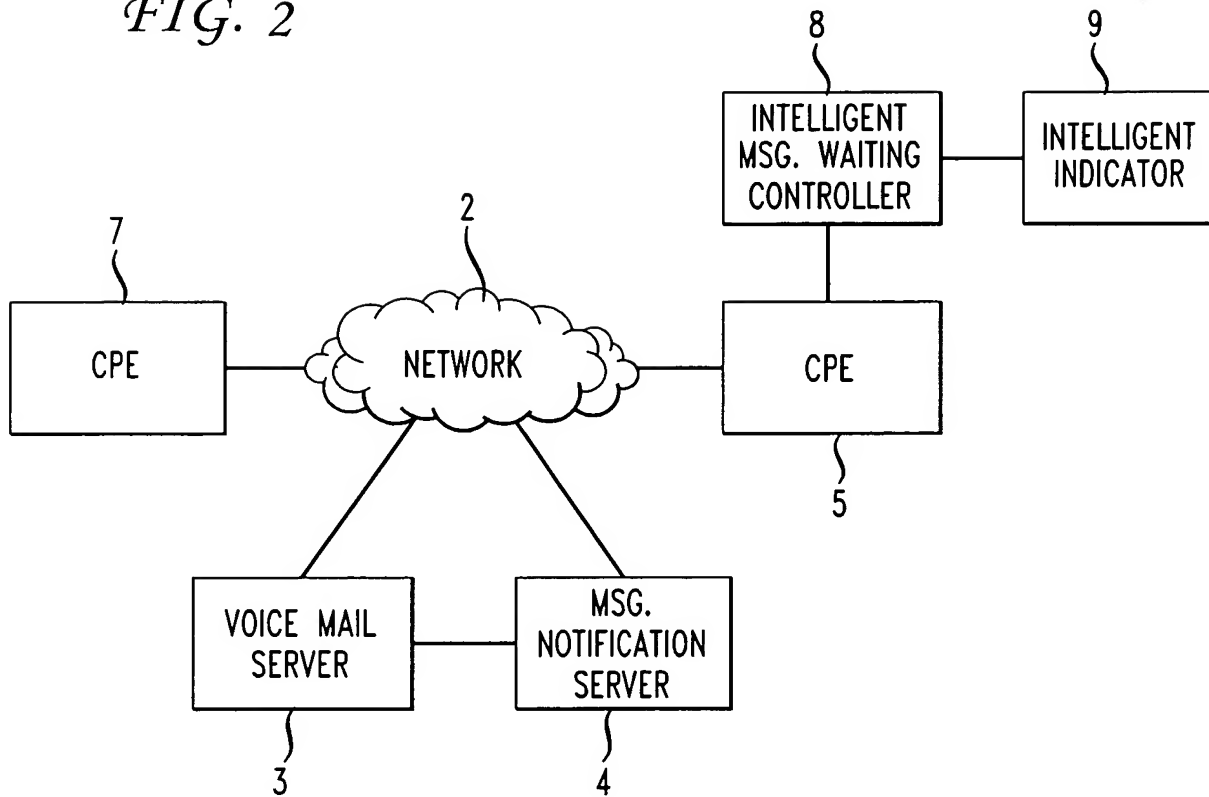 FIG. 2
8
9
INTELLIGENT
MSG. WAITING
CONTROLLER
INTELLIGENT
INDICATOR
7
2
CPE
NETWORK
CPE
5
VOICE MAIL
SERVER
MSG.
NOTIFICATION
SERVER
3
4